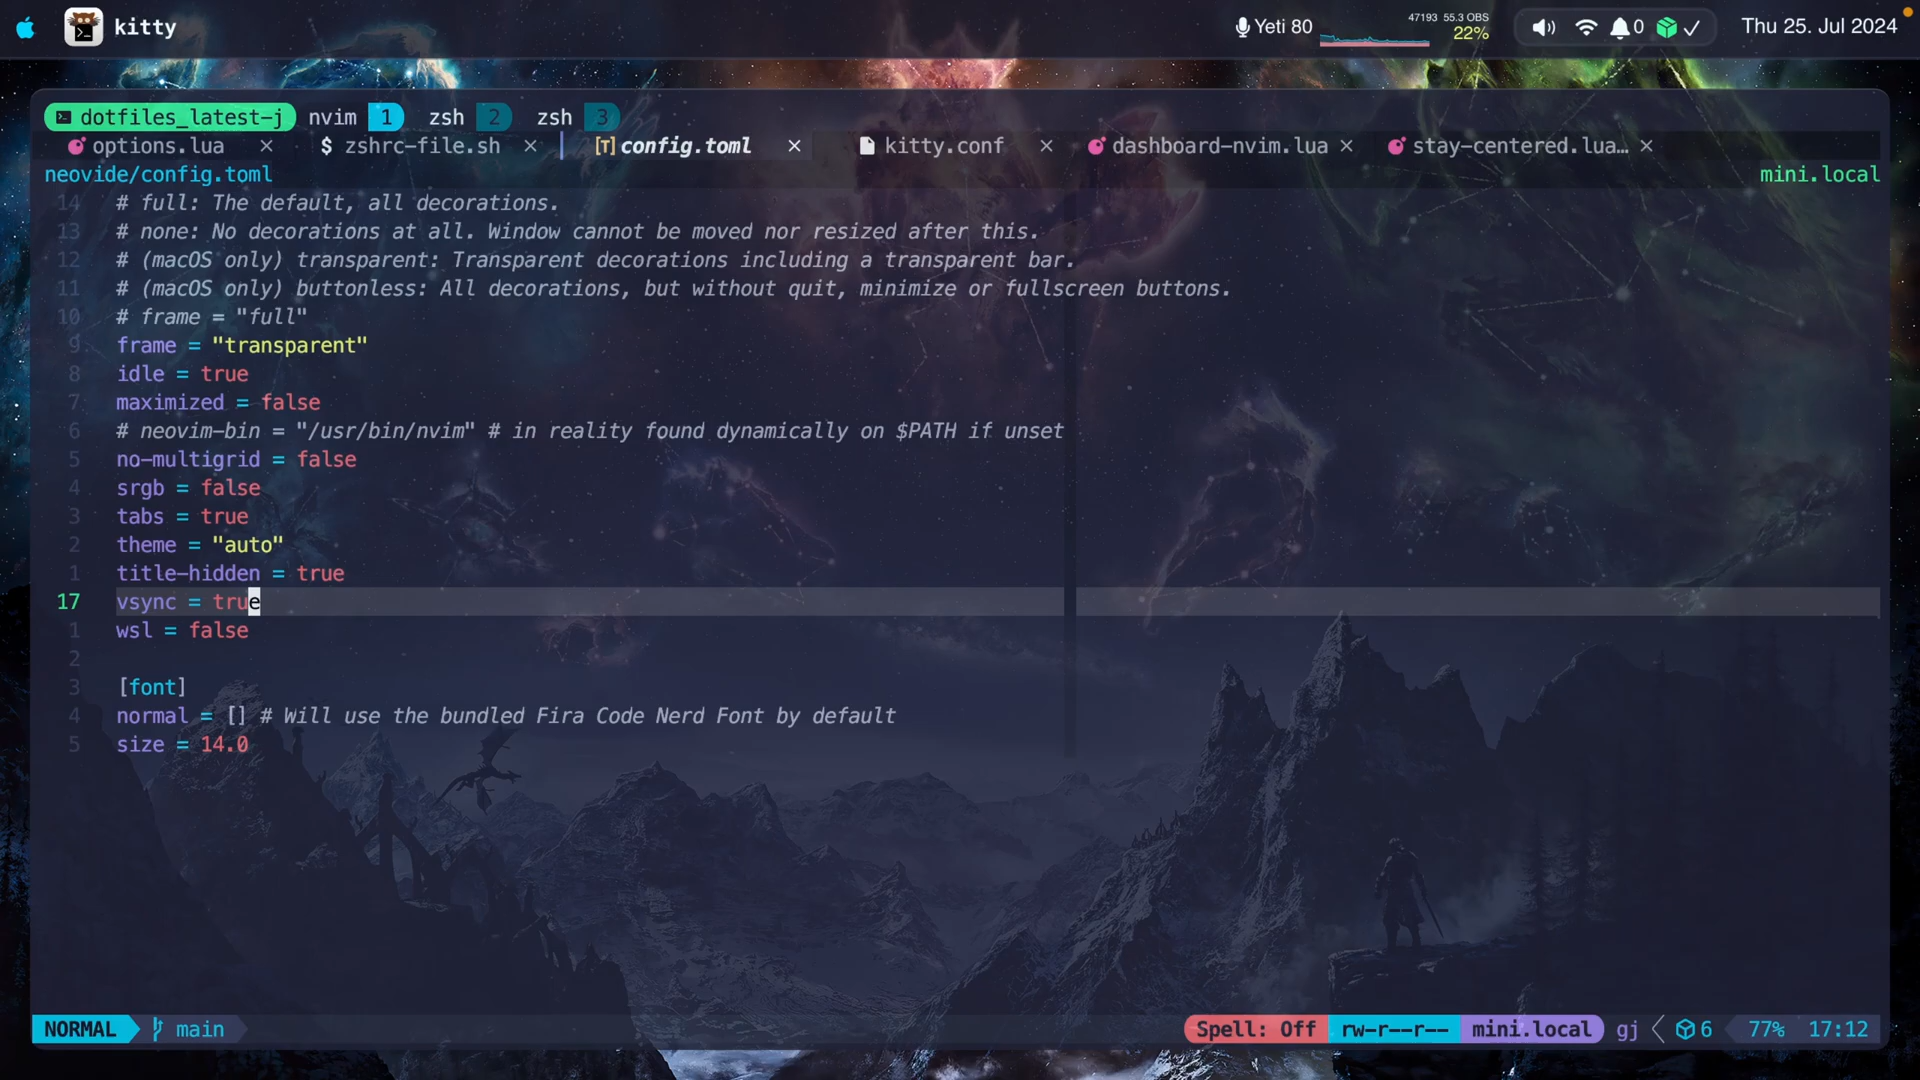 kitty
Yeti 80
47193 55.3 OBS
22%
0
Thu 25. Jul 2024
dotfiles_latest-j nvim 1 zsh 2 zsh 3
options.lua $ zshrc-file.sh [T] config.toml kitty.conf dashboard-nvim.lua stay-centered.lua…
neovide/config.toml mini.local
14 # full: The default, all decorations.
13 # none: No decorations at all. Window cannot be moved nor resized after this.
12 # (macOS only) transparent: Transparent decorations including a transparent bar.
11 # (macOS only) buttonless: All decorations, but without quit, minimize or fullscreen buttons.
10 # frame = "full"
9 frame = "transparent"
8 idle = true
7 maximized = false
6 # neovim-bin = "/usr/bin/nvim" # in reality found dynamically on $PATH if unset
5 no-multigrid = false
4 srgb = false
3 tabs = true
2 theme = "auto"
1 title-hidden = true
17 vsync = true
1 wsl = false
2
3 [font]
4 normal = [] # Will use the bundled Fira Code Nerd Font by default
5 size = 14.0
NORMAL main Spell: Off rw-r--r-- mini.local gj 6 77% 17:12